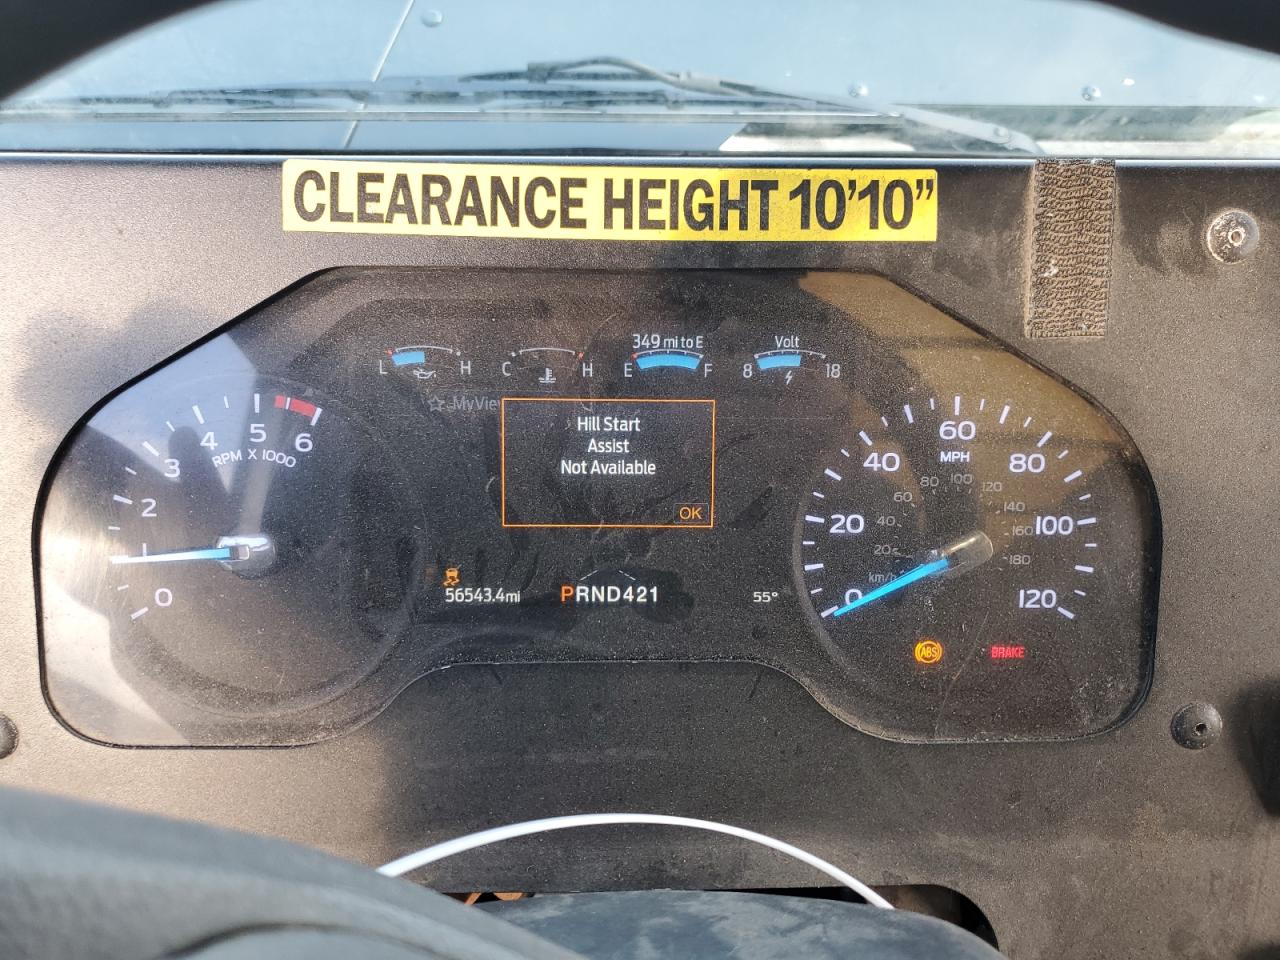 CLEARANCE HEIGHT 10'10"
349 mi to E
Volt
L H C H E F 8 18
MyView
Hill Start
Assist
Not Available
OK
0 1 2 3 4 5 6
RPM X 1000
0 20 40 60 80 100 120
MPH
20 40 60 80 100 120 140 160 180
km/h
56543.4mi PRND421 55°
ABS BRAKE